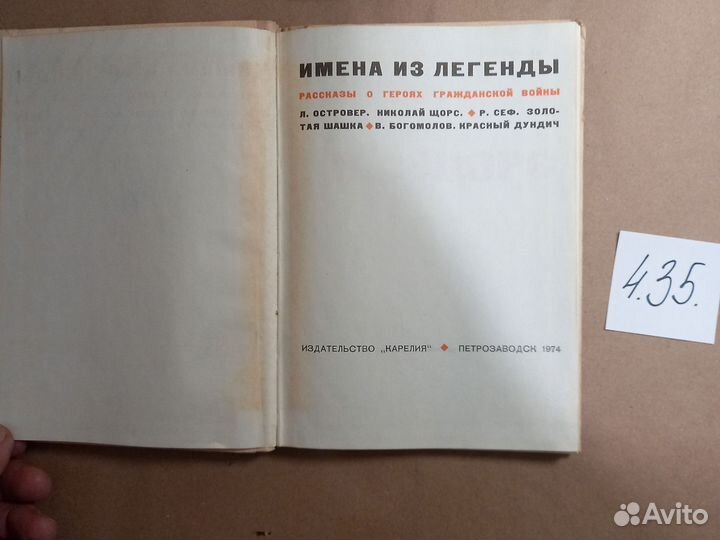 ИМЕНА ИЗ ЛЕГЕНДЫ
РАССКАЗЫ О ГЕРОЯХ ГРАЖДАНСКОЙ ВОЙНЫ
Л. ОСТРОВЕР. НИКОЛАЙ ЩОРС. ◆ Р. СЕФ. ЗОЛО-
ТАЯ ШАШКА ◆ В. БОГОМОЛОВ. КРАСНЫЙ ДУНДИЧ
ИЗДАТЕЛЬСТВО „КАРЕЛИЯ“ ◆ ПЕТРОЗАВОДСК 1974
4.35.
Avito